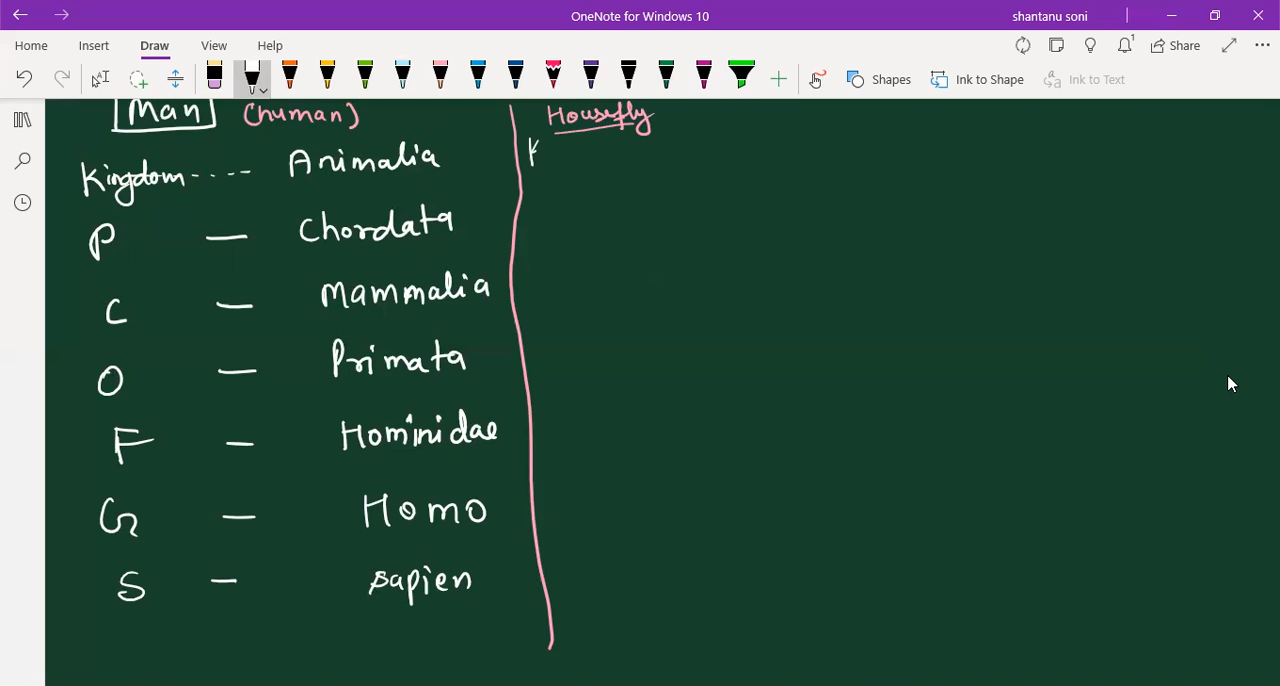 OneNote for Windows 10
shantanu soni
Home Insert Draw View Help
Share
Shapes Ink to Shape Ink to Text
Man (human) Housefly
Kingdom .... Animalia K
P — Chordata
C — Mammalia
O — Primata
F — Hominidae
G — Homo
S — sapien